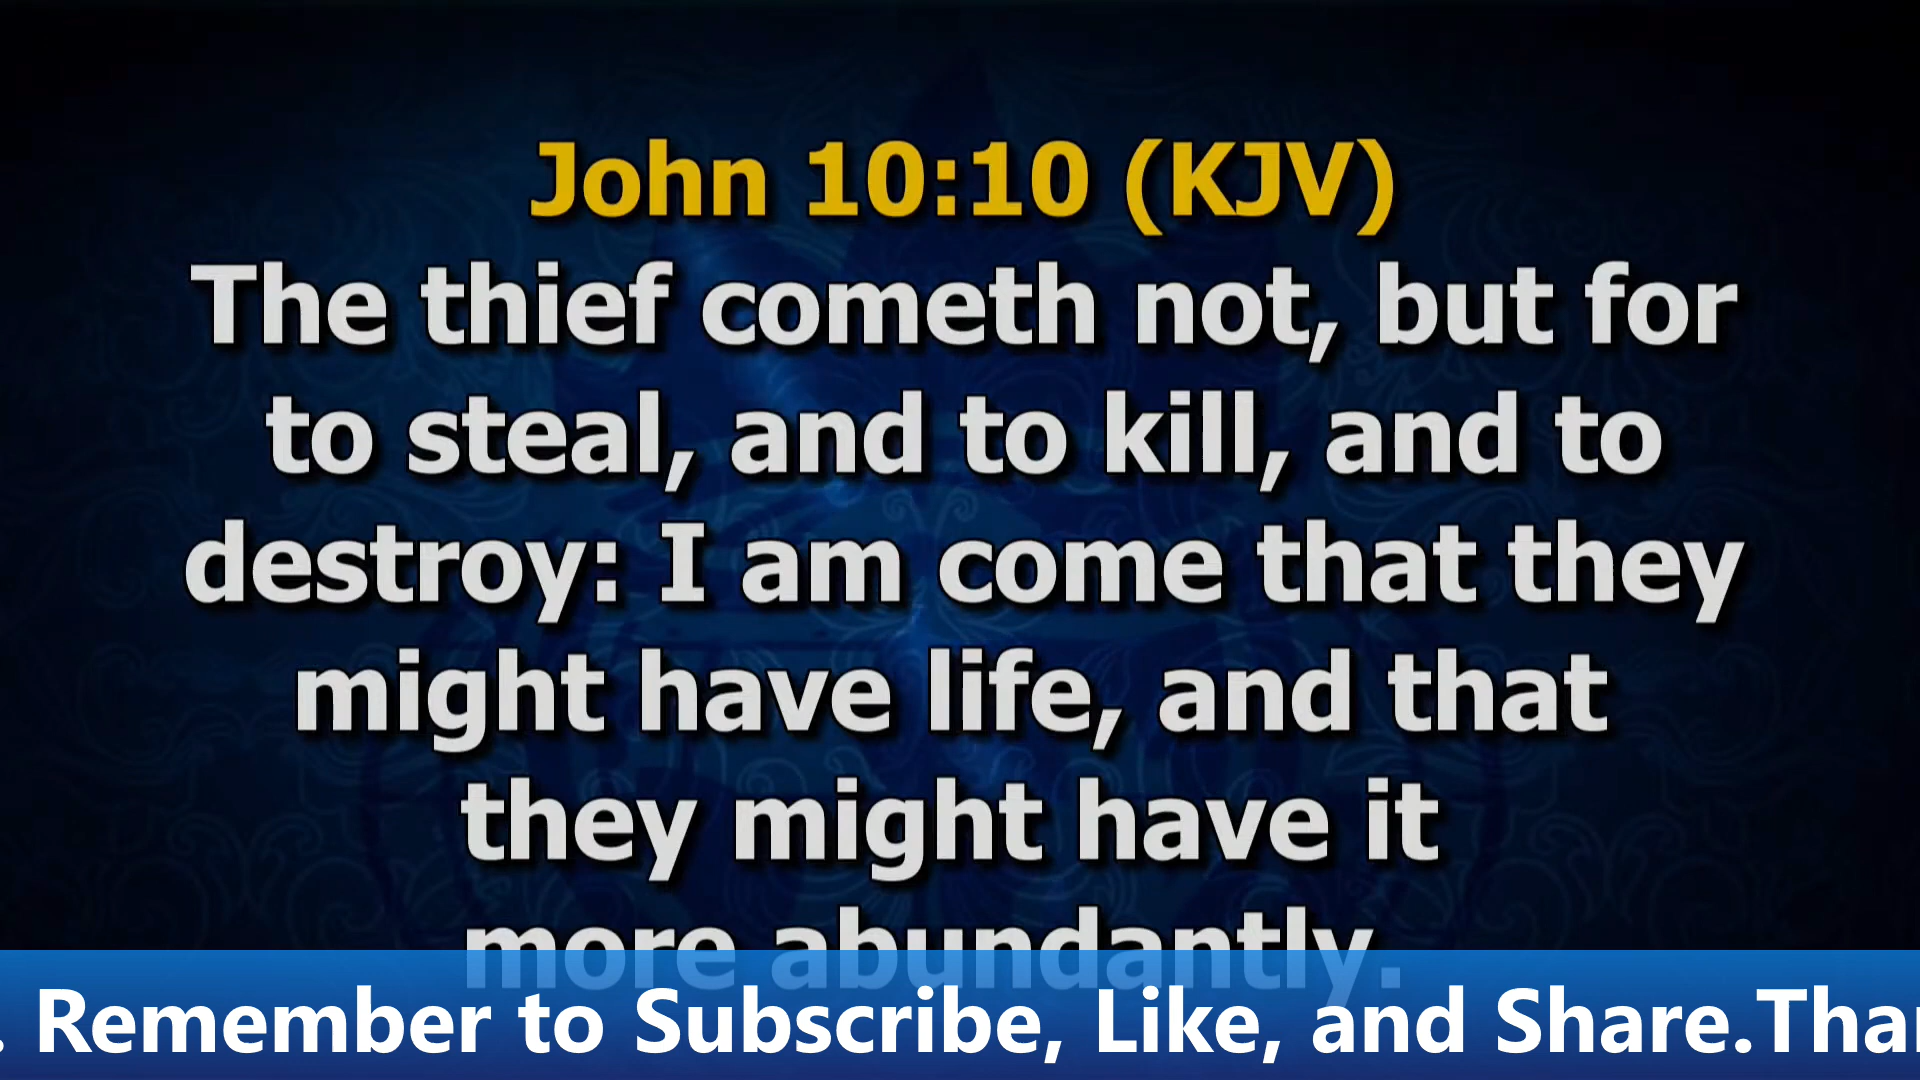 John 10:10 (KJV)
The thief cometh not, but for
to steal, and to kill, and to
destroy: I am come that they
might have life, and that
they might have it
more abundantly.
. Remember to Subscribe, Like, and Share.